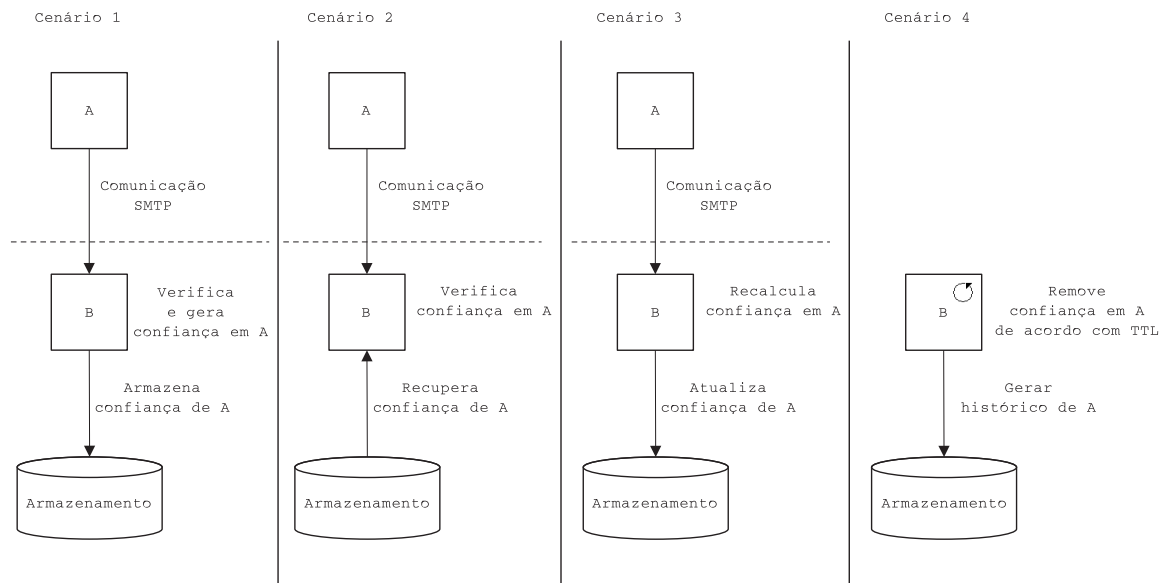 Cenário 1
A
Comunicação
SMTP
B
Verifica
e gera
confiança em A
Armazena
confiança de A
Armazenamento
Cenário 2
A
Comunicação
SMTP
B
Verifica
confiança em A
Recupera
confiança de A
Armazenamento
Cenário 3
A
Comunicação
SMTP
B
Recalcula
confiança em A
Atualiza
confiança de A
Armazenamento
Cenário 4
B
Remove
confiança em A
de acordo com TTL
Gerar
histórico de A
Armazenamento